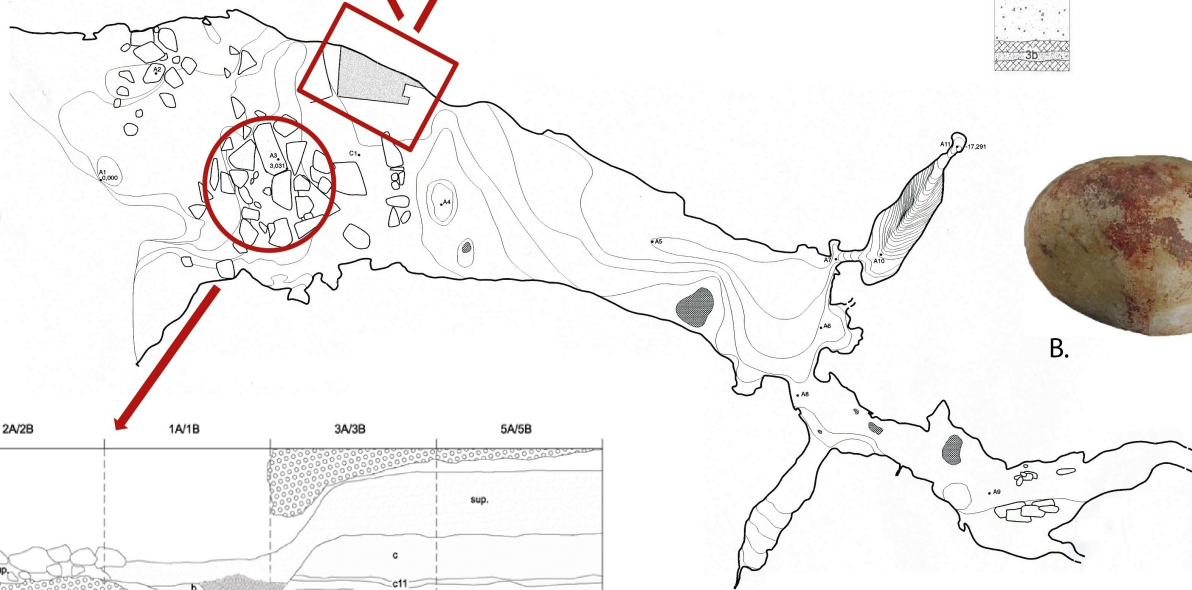 3b
A2
A3
3,031
C1
A1
0,000
A4
A5
A11
-17,291
A7
A10
A6
B.
A8
2A/2B
1A/1B
3A/3B
5A/5B
A9
sup.
c
c11
b